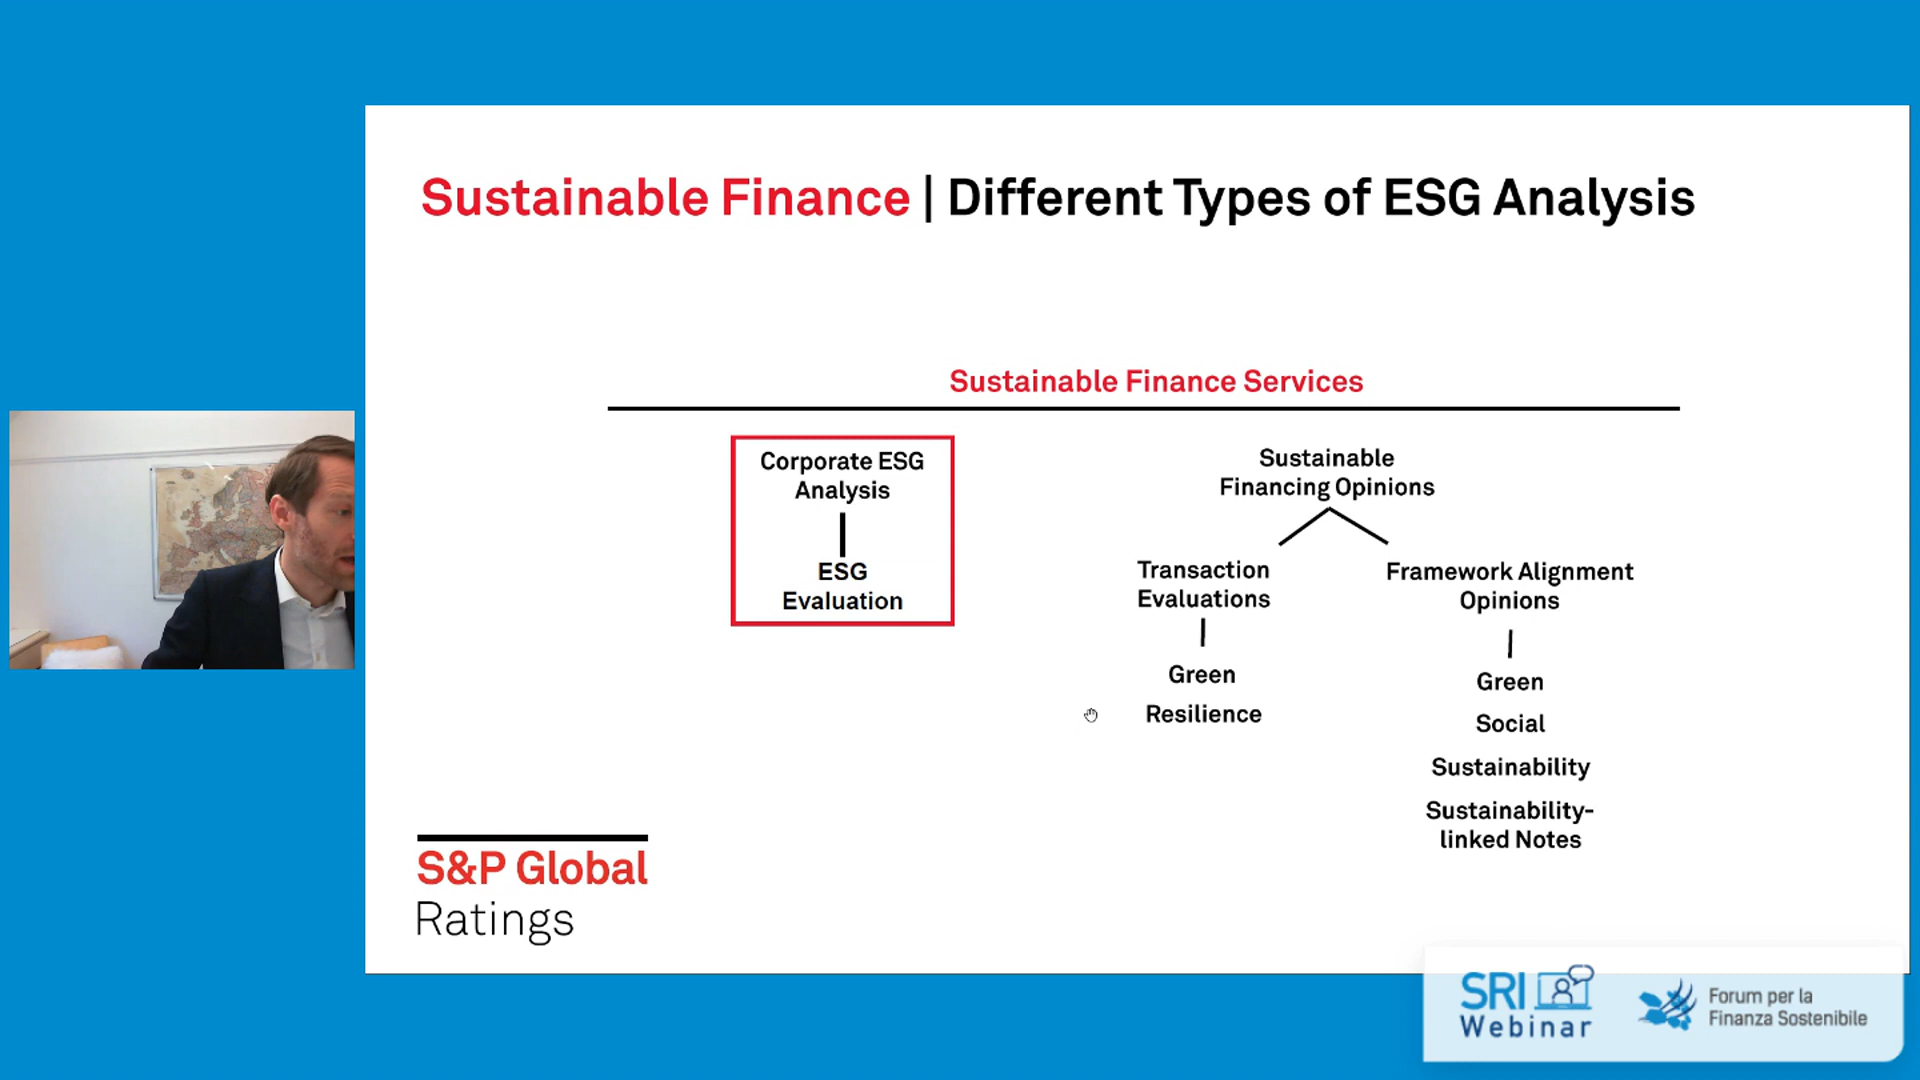 Sustainable Finance | Different Types of ESG Analysis
Sustainable Finance Services
Corporate ESG
Analysis
ESG
Evaluation
Sustainable
Financing Opinions
Transaction
Evaluations
Green
Resilience
Framework Alignment
Opinions
Green
Social
Sustainability
Sustainability-
linked Notes
S&P Global
Ratings
SRI
Webinar
Forum per la
Finanza Sostenibile